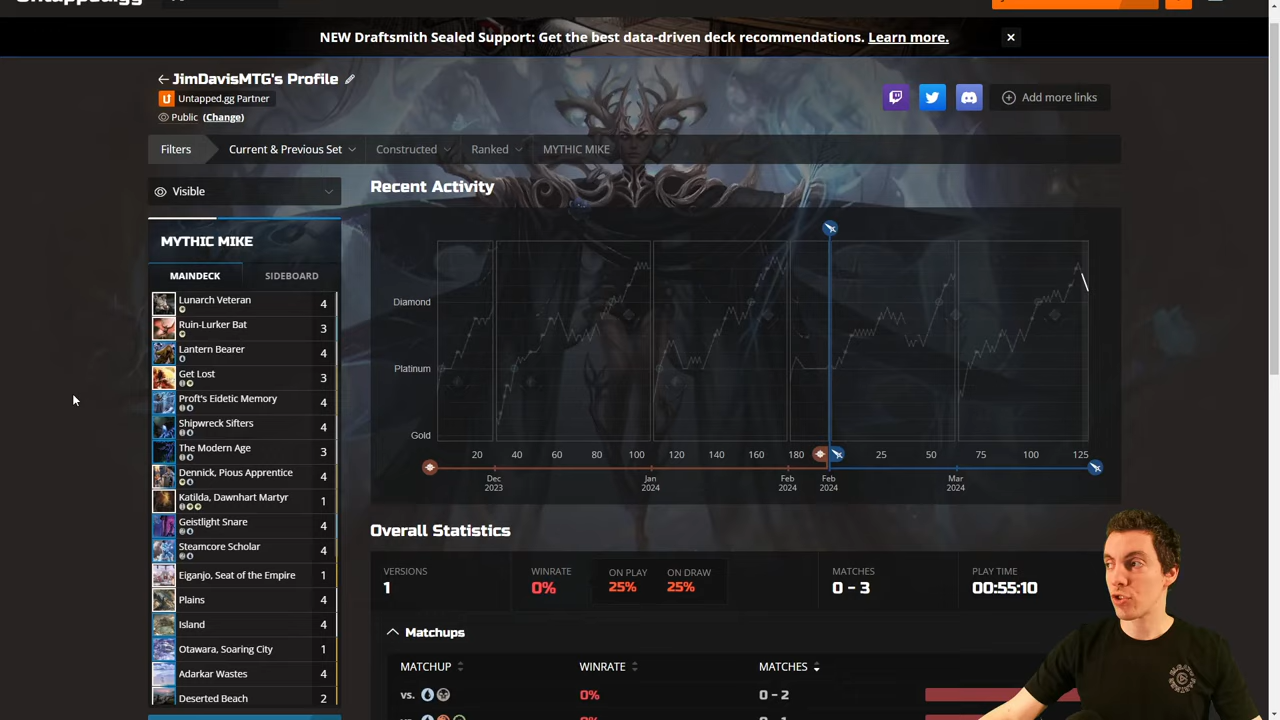 NEW Draftsmith Sealed Support: Get the best data-driven deck recommendations. Learn more.
JimDavisMTG's Profile
Untapped.gg Partner
Public (Change)
Add more links
Filters
Current & Previous Set
Constructed
Ranked
MYTHIC MIKE
Visible
Recent Activity
MYTHIC MIKE
MAINDECK SIDEBOARD
Lunarch Veteran 4
Ruin-Lurker Bat 3
Lantern Bearer 4
Get Lost 3
Proft's Eidetic Memory 4
Shipwreck Sifters 4
The Modern Age 3
Dennick, Pious Apprentice 4
Katilda, Dawnhart Martyr 1
Geistlight Snare 4
Steamcore Scholar 4
Eiganjo, Seat of the Empire 1
Plains 4
Island 4
Otawara, Soaring City 1
Adarkar Wastes 4
Deserted Beach 2
Diamond
Platinum
Gold
20 40 60 80 100 120 140 160 180 25 50 75 100 125
Dec 2023
Jan 2024
Feb 2024
Feb 2024
Mar 2024
Overall Statistics
VERSIONS
1
WINRATE
0%
ON PLAY
25%
ON DRAW
25%
MATCHES
0 - 3
PLAY TIME
00:55:10
Matchups
MATCHUP WINRATE MATCHES
vs. 0% 0 - 2